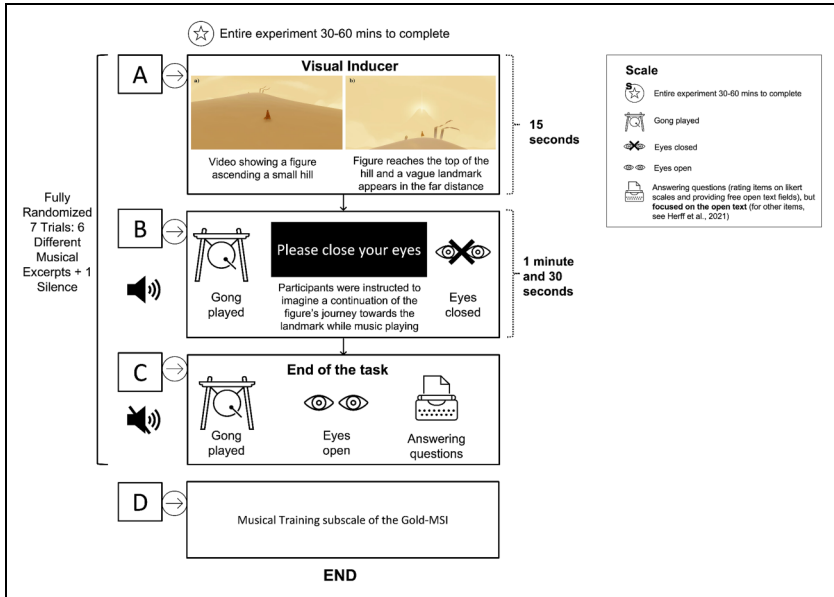 Entire experiment 30-60 mins to complete
A
Visual Inducer
a)
b)
Video showing a figure
ascending a small hill
Figure reaches the top of the
hill and a vague landmark
appears in the far distance
15
seconds
Fully
Randomized
7 Trials: 6
Different
Musical
Excerpts + 1
Silence
B
Gong
played
Please close your eyes
Participants were instructed to
imagine a continuation of the
figure's journey towards the
landmark while music playing
Eyes
closed
1 minute
and 30
seconds
C
End of the task
Gong
played
Eyes
open
Answering
questions
D
Musical Training subscale of the Gold-MSI
END
Scale
s
Entire experiment 30-60 mins to complete
Gong played
Eyes closed
Eyes open
Answering questions (rating items on likert
scales and providing free open text fields), but
focused on the open text (for other items,
see Herff et al., 2021)